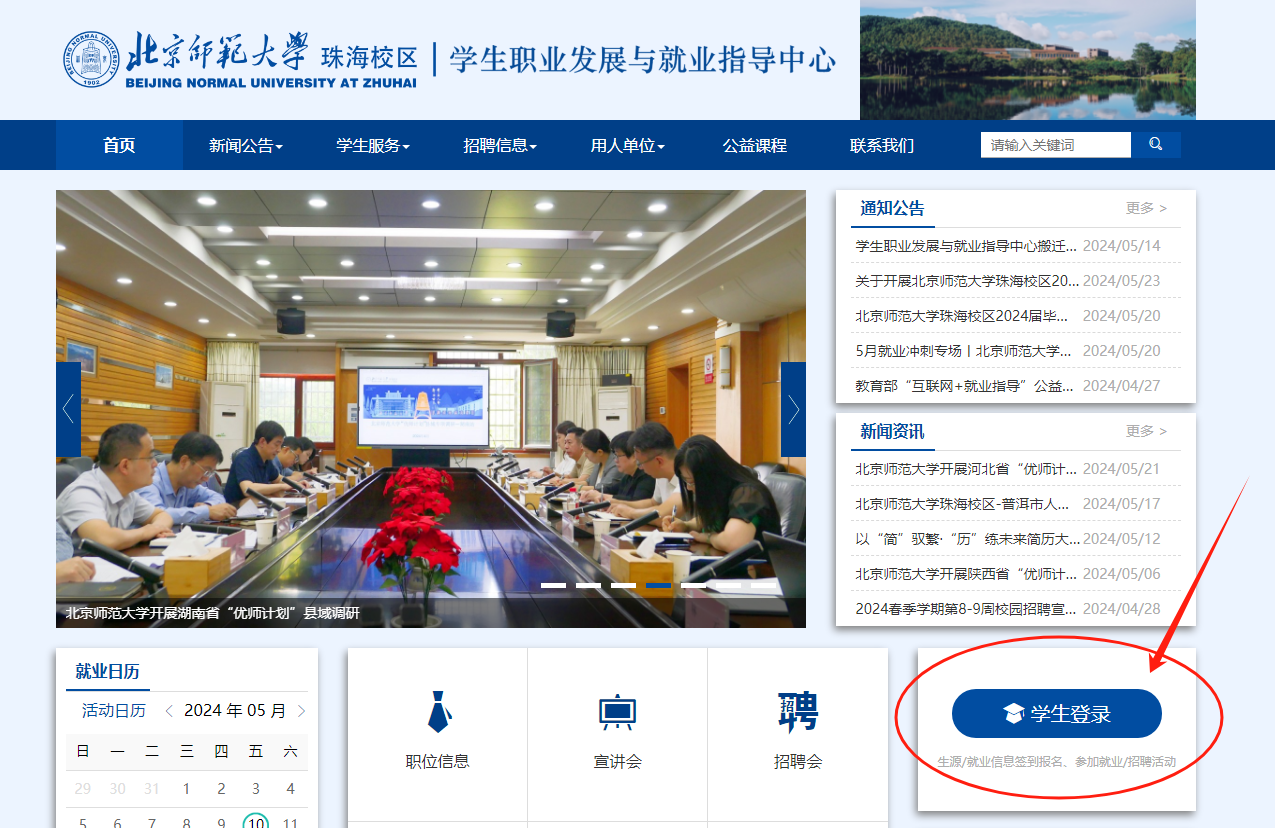 北京师范大学 珠海校区 | 学生职业发展与就业指导中心
BEIJING NORMAL UNIVERSITY AT ZHUHAI
BEIJING NORMAL UNIVERSITY
1902
首页 新闻公告 学生服务 招聘信息 用人单位 公益课程 联系我们 请输入关键词
通知公告 更多 >
学生职业发展与就业指导中心搬迁... 2024/05/14
关于开展北京师范大学珠海校区20... 2024/05/23
北京师范大学珠海校区2024届毕... 2024/05/20
5月就业冲刺专场丨北京师范大学... 2024/05/20
教育部“互联网+就业指导”公益... 2024/04/27
新闻资讯 更多 >
北京师范大学开展河北省“优师计... 2024/05/21
北京师范大学珠海校区-普洱市人... 2024/05/17
以“简”驭繁·“历”练未来简历大... 2024/05/12
北京师范大学开展陕西省“优师计... 2024/05/06
2024春季学期第8-9周校园招聘宣... 2024/04/28
北京师范大学开展湖南省“优师计划”县域调研
就业日历
活动日历 < 2024 年 05 月 >
日 一 二 三 四 五 六
29 30 31 1 2 3 4
5 6 7 8 9 10 11
职位信息
宣讲会
招聘
招聘会
学生登录
生源/就业信息签到报名、参加就业/招聘活动